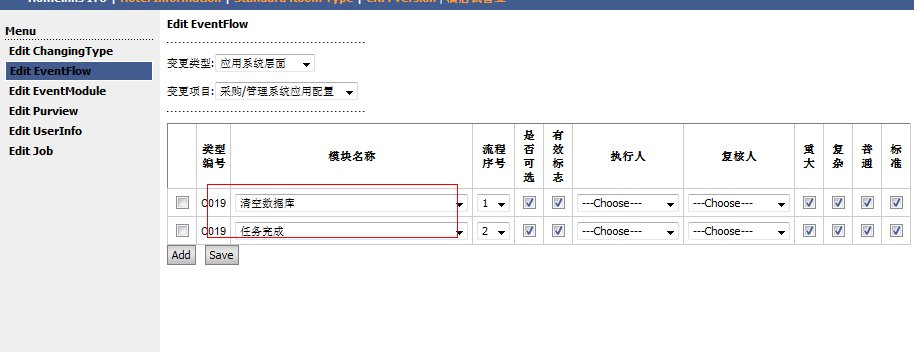 Menu
Edit ChangingType
Edit EventFlow
Edit EventModule
Edit Purview
Edit UserInfo
Edit Job
Edit EventFlow
变更类型: 应用系统层面
变更项目: 采购/管理系统应用配置
类型编号 模块名称 流程序号 是否可选 有效标志 执行人 复核人 重大 复杂 普通 标准
C019 清空数据库 1 ---Choose--- ---Choose---
C019 任务完成 2 ---Choose--- ---Choose---
Add Save